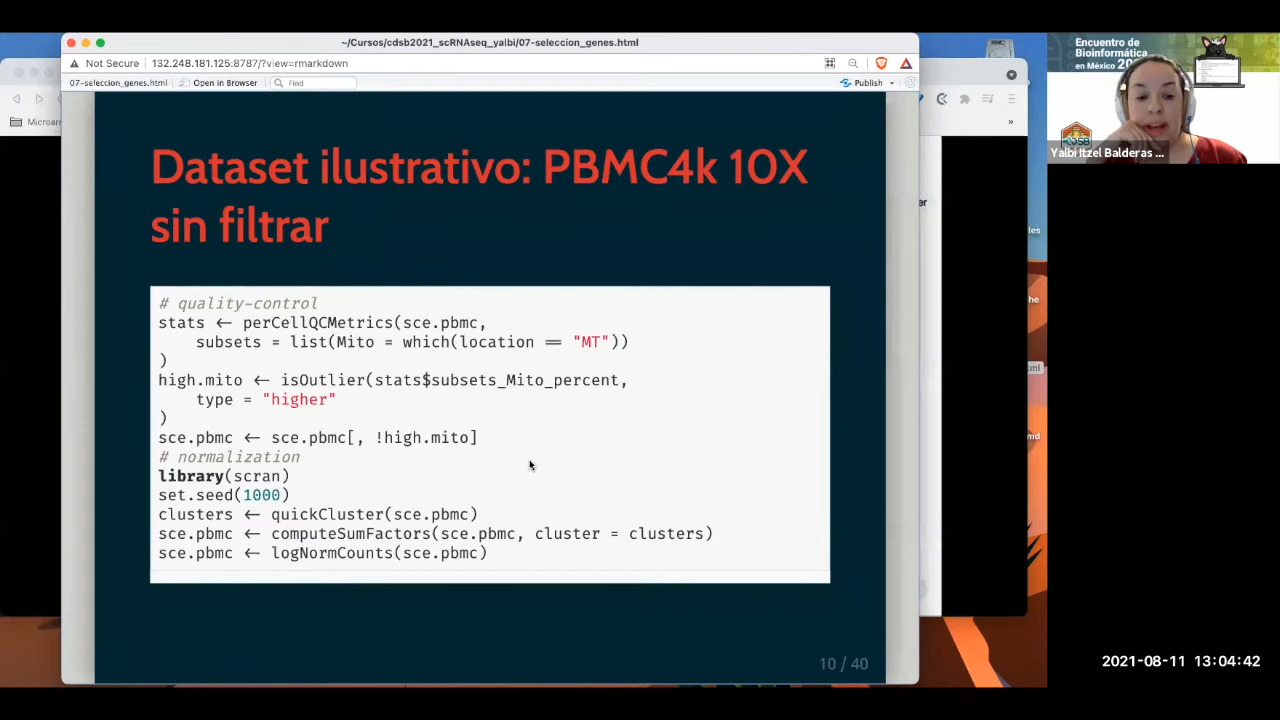 ~/Cursos/cdsb2021_scRNAseq_yalbi/07-seleccion_genes.html
Not Secure | 132.248.181.125:8787/?view=rmarkdown
07-seleccion_genes.html Open in Browser Find Publish
Microarr
Dataset ilustrativo: PBMC4k 10X
sin filtrar
# quality-control
stats ← perCellQCMetrics(sce.pbmc,
    subsets = list(Mito = which(location == "MT"))
)
high.mito ← isOutlier(stats$subsets_Mito_percent,
    type = "higher"
)
sce.pbmc ← sce.pbmc[, !high.mito]
# normalization
library(scran)
set.seed(1000)
clusters ← quickCluster(sce.pbmc)
sce.pbmc ← computeSumFactors(sce.pbmc, cluster = clusters)
sce.pbmc ← logNormCounts(sce.pbmc)
10 / 40
Encuentro de
Bioinformática
en México 20
Yalbi Itzel Balderas ...
2021-08-11 13:04:42